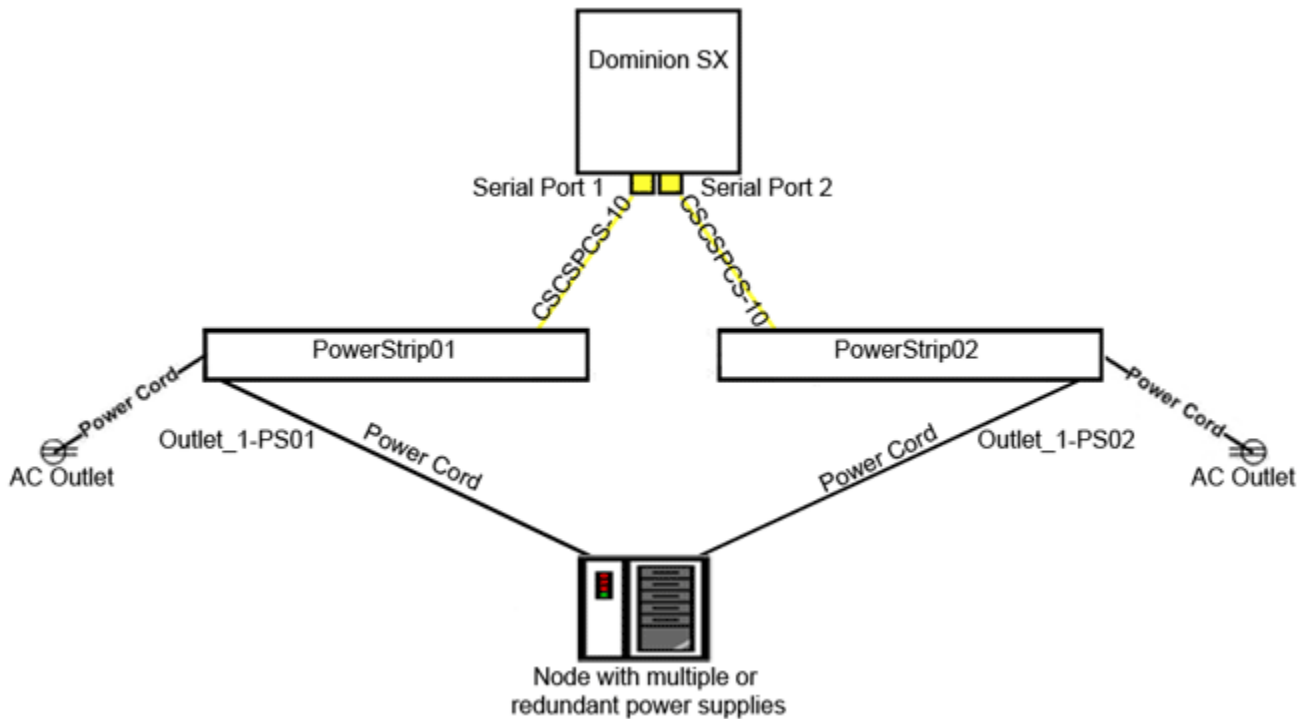 Dominion SX
Serial Port 1
Serial Port 2
CSCSPCS-10
CSCSPCS-10
PowerStrip01
PowerStrip02
Power Cord
Power Cord
Outlet_1-PS01
Power Cord
Power Cord
Outlet_1-PS02
AC Outlet
AC Outlet
Node with multiple or
redundant power supplies